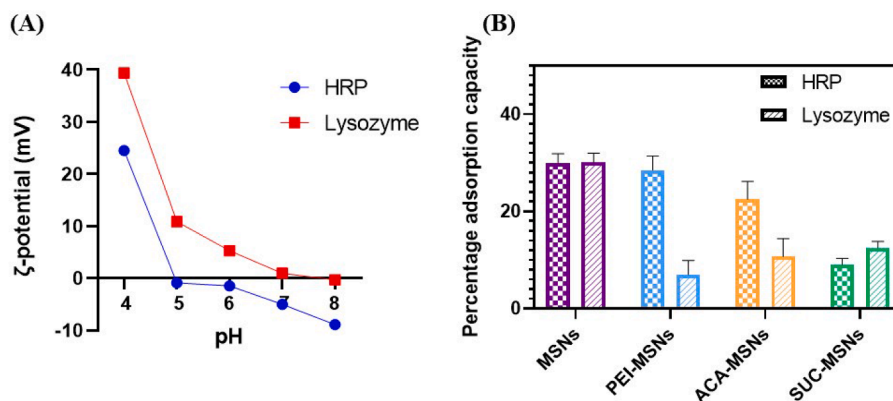 (A)
ζ-potential (mV)
40
30
20
10
0
-10
4 5 6 7 8
pH
HRP
Lysozyme
(B)
Percentage adsorption capacity
40
20
0
HRP
Lysozyme
MSNs
PEI-MSNs
ACA-MSNs
SUC-MSNs